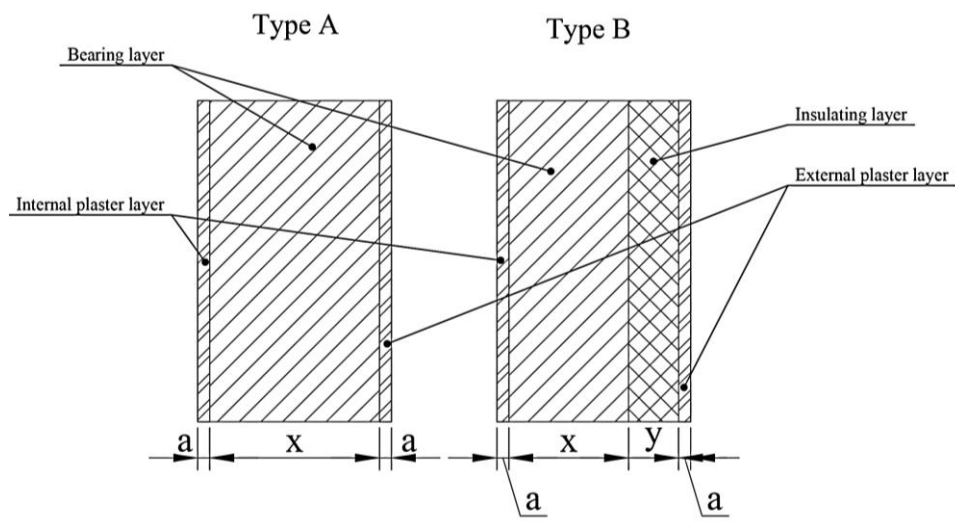 Type A
Type B
Bearing layer
Insulating layer
External plaster layer
Internal plaster layer
a
x
a
x
y
a
a